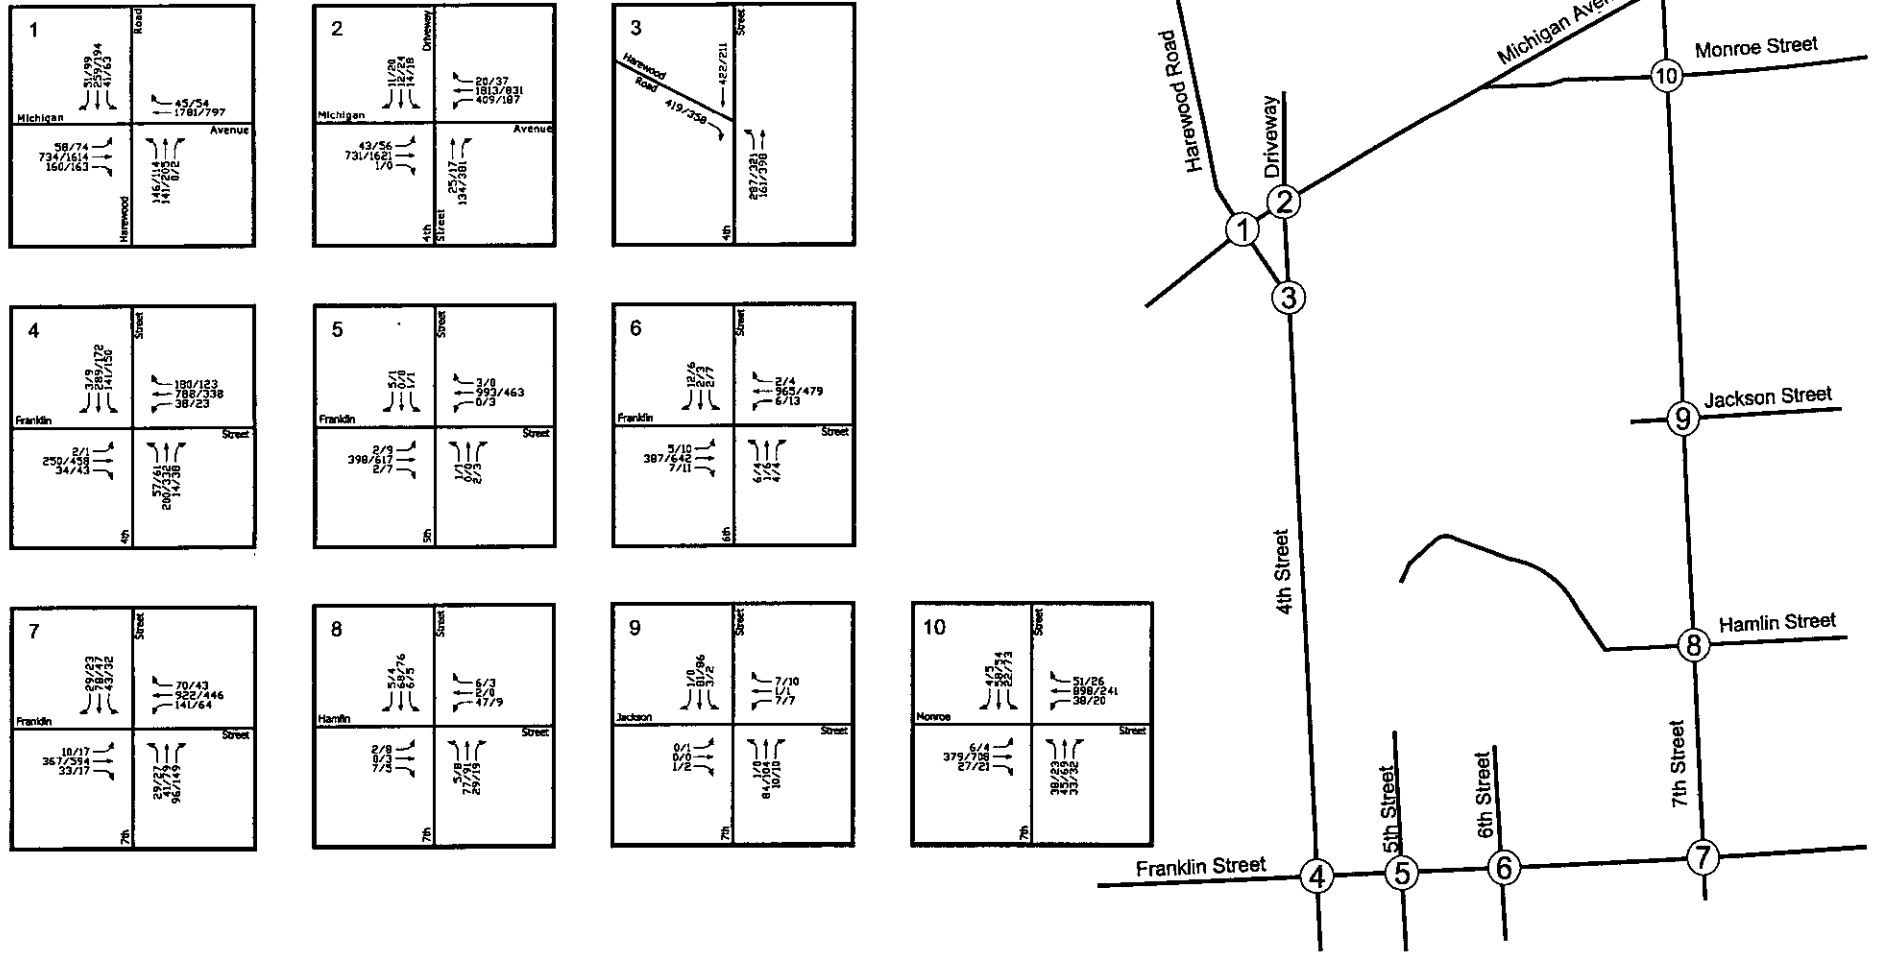 1
Road
51/99
259/194
41/63
45/54
1781/797
Michigan
Avenue
58/74
734/1614
160/163
146/114
141/205
0/2
Harewood
2
Driveway
11/20
12/24
14/18
20/37
1813/831
409/187
Michigan
Avenue
43/56
731/1621
1/0
25/17
134/381
4th
Street
3
Street
422/211
Harewood
Road
419/358
287/321
161/398
4th
4
Street
3/9
289/172
141/150
180/123
788/338
38/23
Franklin
Street
2/1
250/458
34/43
57/61
200/332
14/38
4th
5
Street
5/1
0/0
1/1
3/0
993/463
0/3
Franklin
Street
2/9
398/617
2/7
1/1
0/0
2/3
5th
6
Street
12/6
2/3
2/7
2/4
965/479
6/13
Franklin
Street
5/10
387/642
7/11
6/4
1/6
4/4
6th
7
Street
29/23
78/47
43/32
70/43
922/446
141/64
Franklin
Street
10/17
367/594
33/17
29/27
41/79
96/149
7th
8
Street
5/4
68/76
6/5
6/3
2/0
47/9
Hamlin
Street
2/8
0/3
7/5
5/8
77/91
29/19
7th
9
Street
1/0
81/86
3/2
7/10
1/1
7/7
Jackson
Street
0/1
0/0
1/2
1/0
84/104
10/10
7th
10
Street
4/5
58/54
22/73
51/26
898/241
38/20
Monroe
Street
6/4
379/708
27/21
38/23
45/69
33/32
7th
Harewood Road
Driveway
Michigan
Monroe Street
10
2
1
3
Jackson Street
9
4th Street
Hamlin Street
8
7th Street
5th Street
6th Street
Franklin Street
4
5
6
7